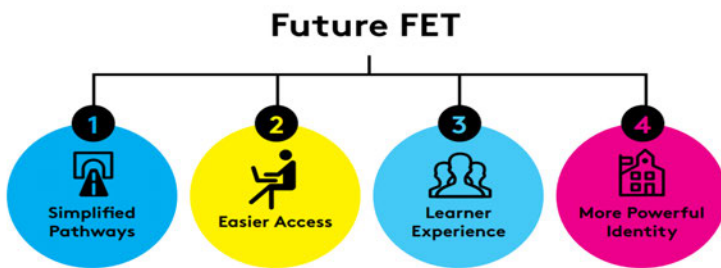 Future FET
1
2
3
4
Simplified
Pathways
Easier Access
Learner
Experience
More Powerful
Identity